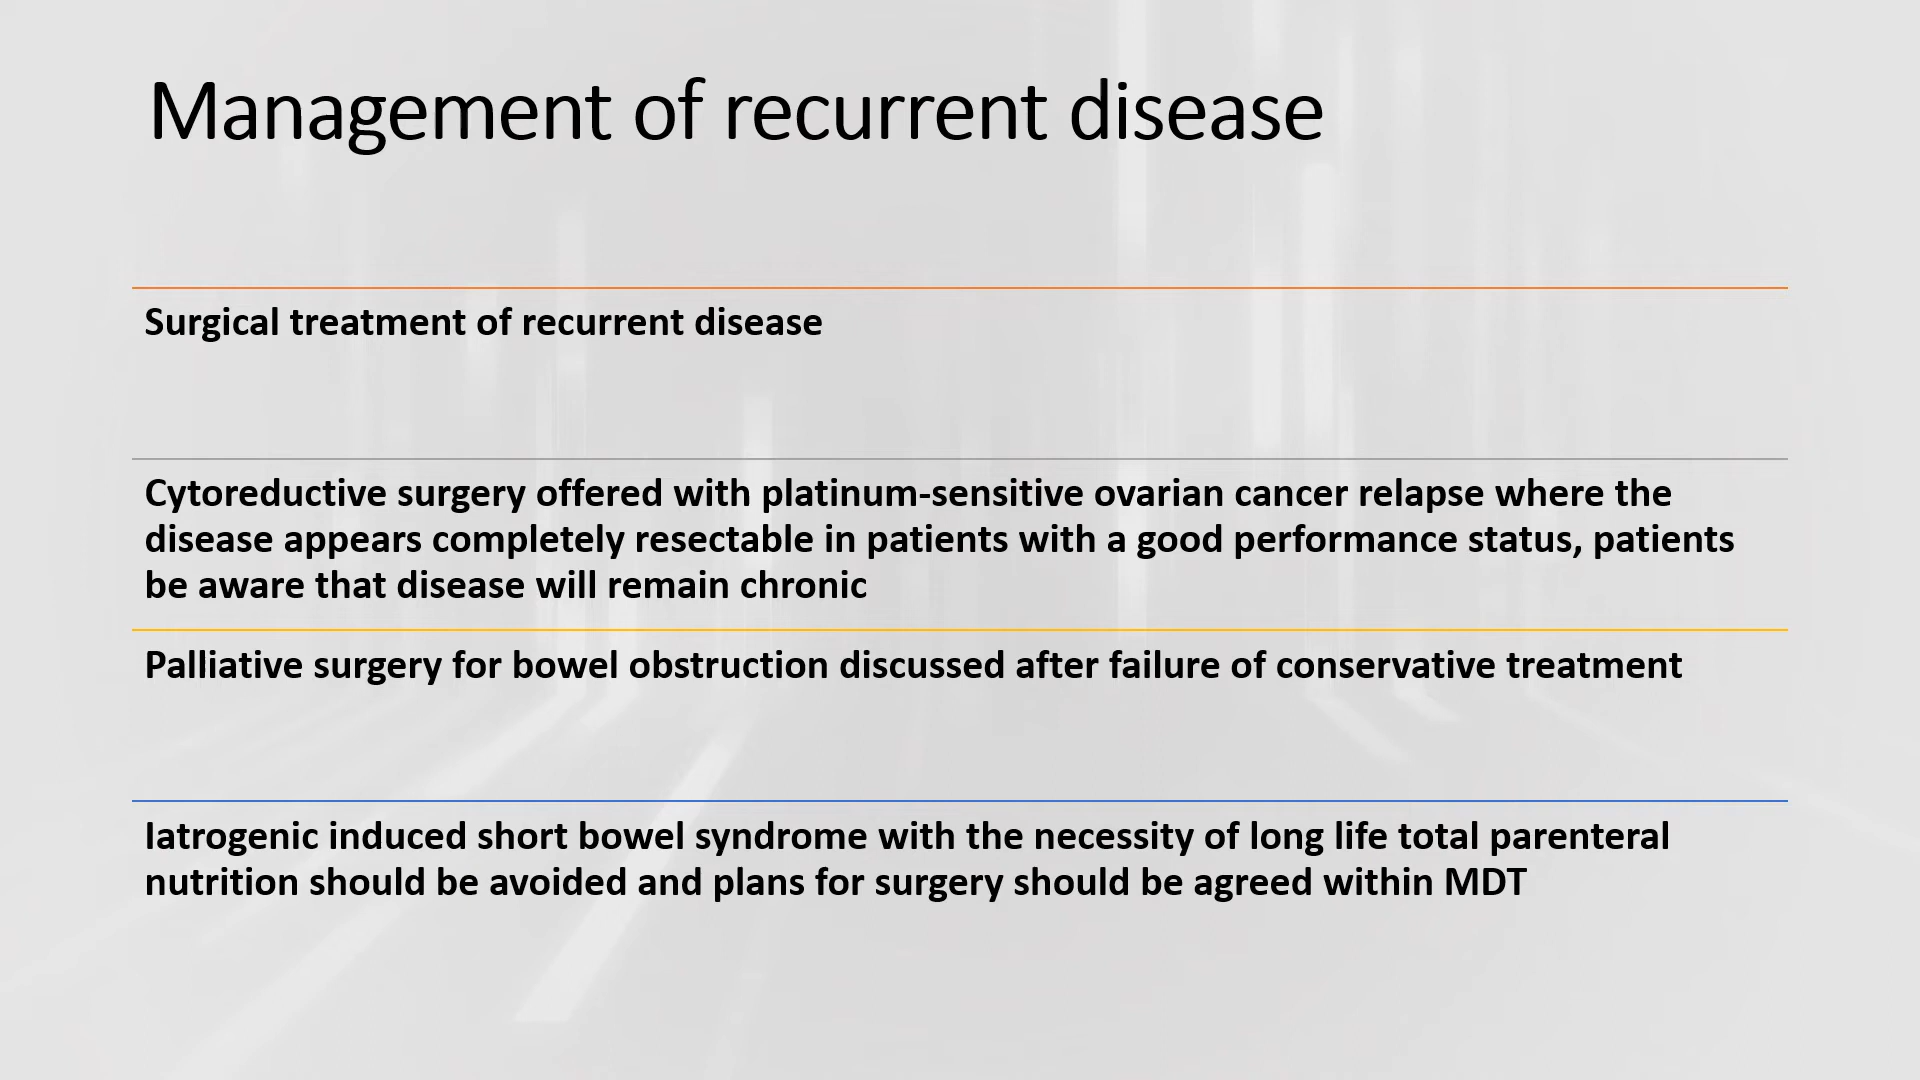 Management of recurrent disease
Surgical treatment of recurrent disease
Cytoreductive surgery offered with platinum-sensitive ovarian cancer relapse where the
disease appears completely resectable in patients with a good performance status, patients
be aware that disease will remain chronic
Palliative surgery for bowel obstruction discussed after failure of conservative treatment
Iatrogenic induced short bowel syndrome with the necessity of long life total parenteral
nutrition should be avoided and plans for surgery should be agreed within MDT